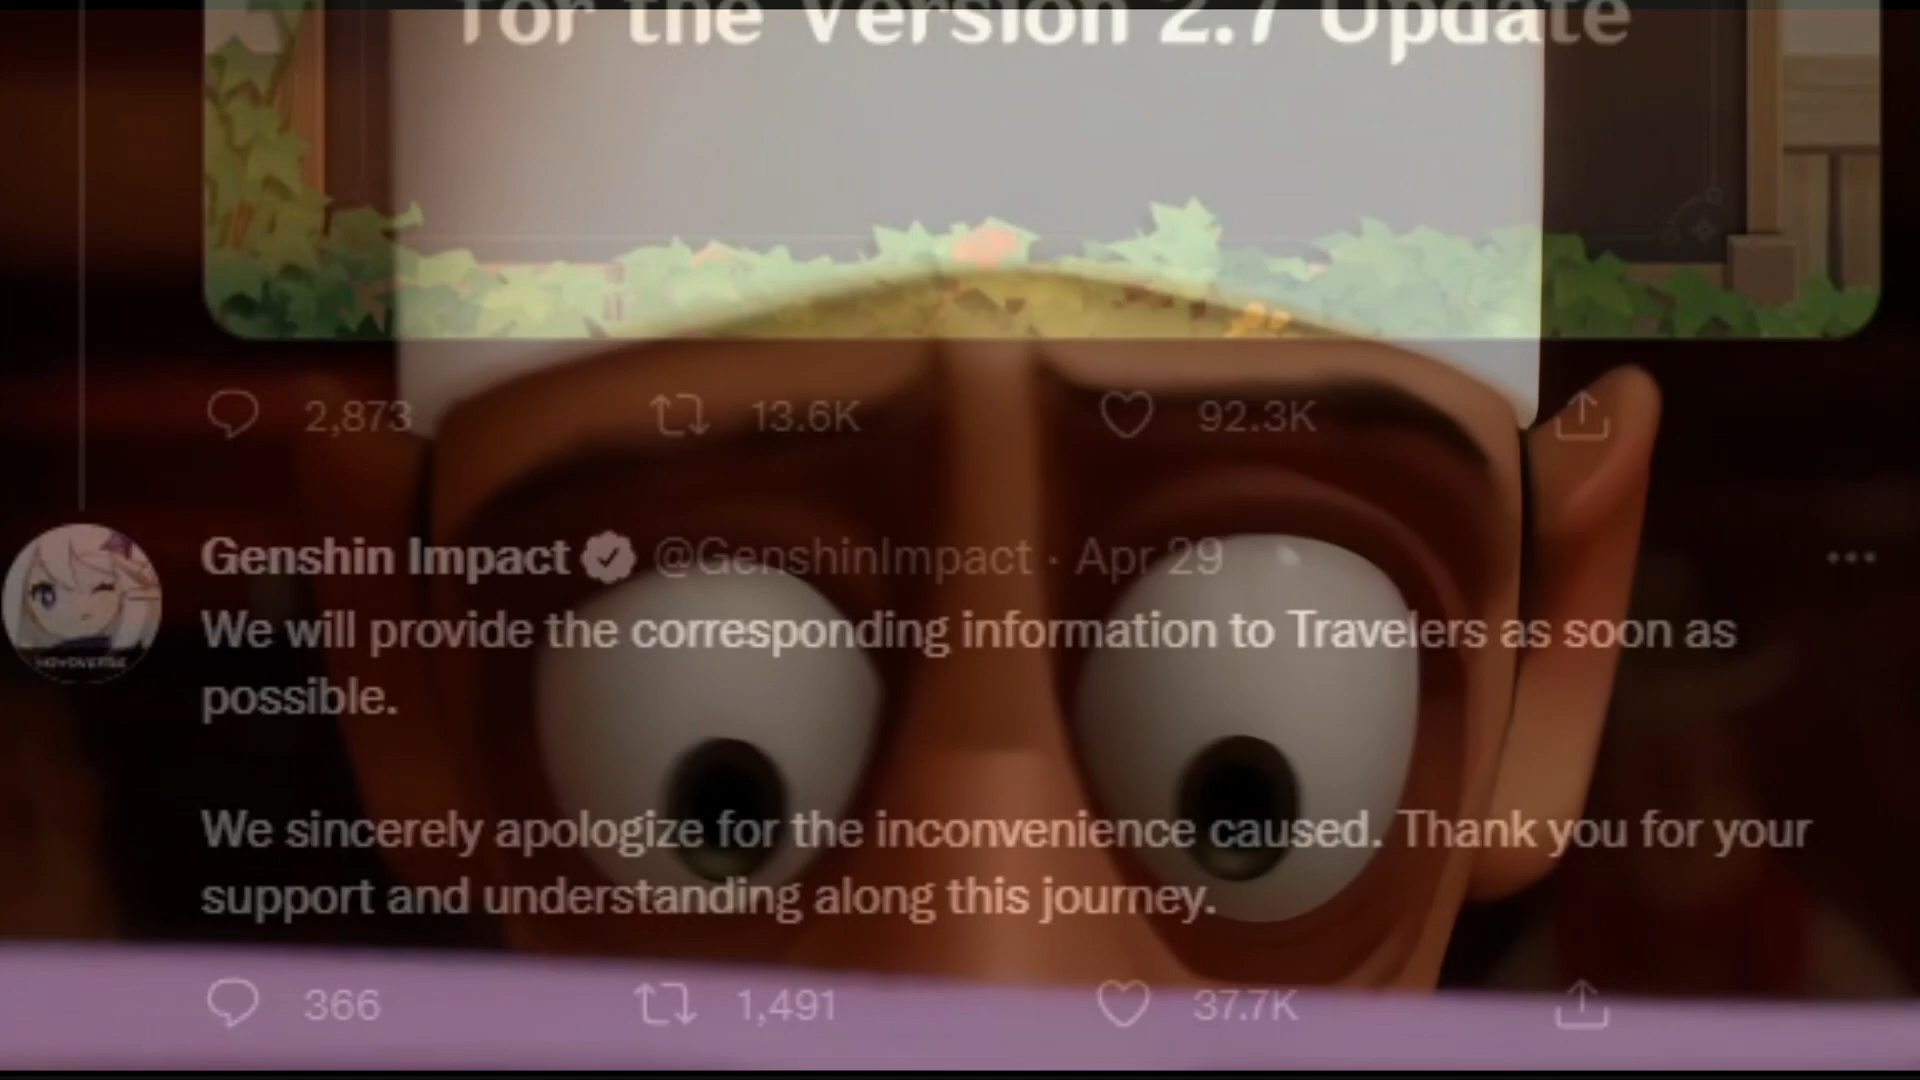 for the Version 2.7 Update
2,873 13.6K 92.3K
Genshin Impact @GenshinImpact · Apr 29
We will provide the corresponding information to Travelers as soon as
possible.
We sincerely apologize for the inconvenience caused. Thank you for your
support and understanding along this journey.
366 1,491 37.7K
HOYOVERSE